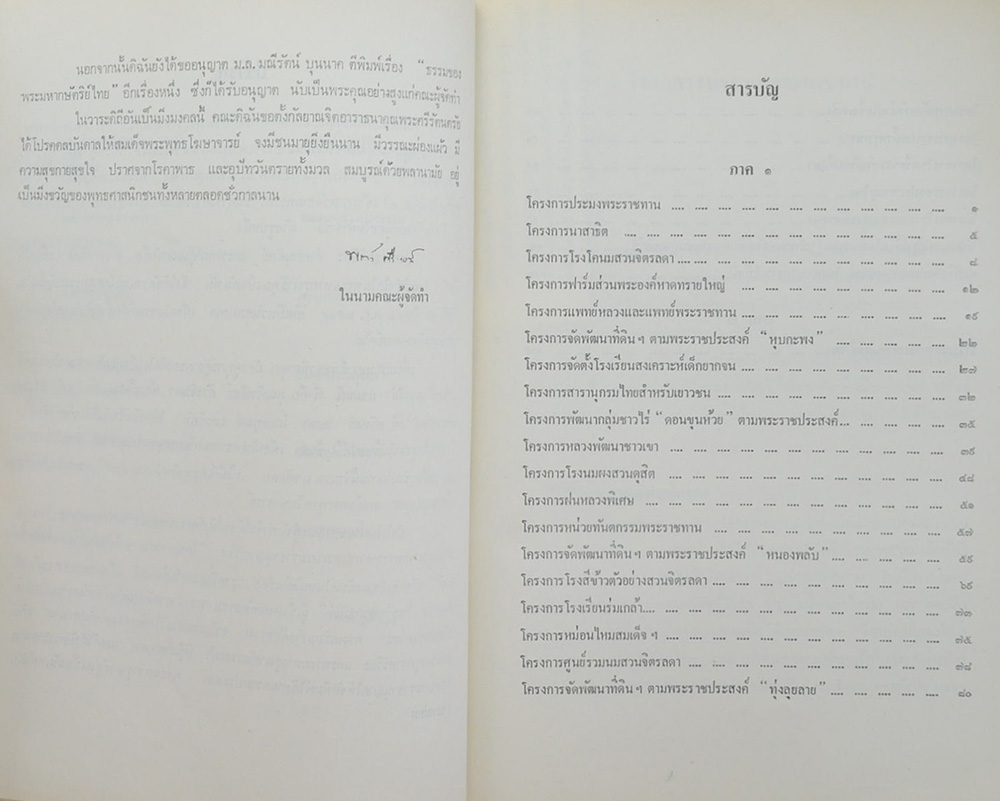 นอกจากนั้นดิฉันยังได้ขออนุญาต ม.ล. มณีรัตน์ บุนนาค ตีพิมพ์เรื่อง “ธรรมของ
พระมหากษัตริย์ไทย” อีกเรื่องหนึ่ง ซึ่งก็ได้รับอนุญาต นับเป็นพระคุณอย่างสูงแก่คณะผู้จัดทำ
ในวาระดิถีอันเป็นมิ่งมงคลนี้ คณะดิฉันขอตั้งกัลยาณจิตอาราธนาคุณพระศรีรัตนตรัย
ได้โปรดดลบันดาลให้สมเด็จพระพุทธโฆษาจารย์ จงมีชนมายุยิ่งยืนนาน มีวรรณะผ่องแผ้ว มี
ความสุขกายสุขใจ ปราศจากโรคาพาธ และอุปัทวันตรายทั้งมวล สมบูรณ์ด้วยพลานามัย อยู่
เป็นมิ่งขวัญของพุทธศาสนิกชนทั้งหลายตลอดชั่วกาลนาน
ในนามคณะผู้จัดทำ
สารบัญ
ภาค ๑
โครงการประมงพระราชทาน .... .... .... .... .... .... .... .... .... .... ๑
โครงการนาสาธิต .... .... .... .... .... .... .... .... .... .... .... ๕
โครงการโรงโคนมสวนจิตรลดา .... .... .... .... .... .... .... .... .... .... ๘
โครงการฟาร์มส่วนพระองค์หาดทรายใหญ่ .... .... .... .... .... .... .... .... ๑๒
โครงการแพทย์หลวงและแพทย์พระราชทาน .... .... .... .... .... .... .... .... ๑๙
โครงการจัดพัฒนาที่ดิน ฯ ตามพระราชประสงค์ “หุบกะพง” .... .... .... .... .... ๒๒
โครงการจัดตั้งโรงเรียนสงเคราะห์เด็กยากจน .... .... .... .... .... .... .... .... ๒๗
โครงการสารานุกรมไทยสำหรับเยาวชน .... .... .... .... .... .... .... .... ๓๒
โครงการพัฒนากลุ่มชาวไร่ “ดอนขุนห้วย” ตามพระราชประสงค์... .... .... .... .... ๓๕
โครงการหลวงพัฒนาชาวเขา .... .... .... .... .... .... .... .... .... .... ๓๙
โครงการโรงนมผงสวนดุสิต .... .... .... .... .... .... .... .... .... .... ๔๘
โครงการฝนหลวงพิเศษ .... .... .... .... .... .... .... .... .... .... .... ๕๑
โครงการหน่วยทันตกรรมพระราชทาน .... .... .... .... .... .... .... .... ๕๗
โครงการจัดพัฒนาที่ดิน ฯ ตามพระราชประสงค์ “หนองพลับ”.... .... .... .... .... ๕๙
โครงการโรงสีข้าวตัวอย่างสวนจิตรลดา .... .... .... .... .... .... .... .... ๖๙
โครงการโรงเรียนร่มเกล้า.... .... .... .... .... .... .... .... .... .... ๗๓
โครงการหม่อนไหมสมเด็จ ฯ .... .... .... .... .... .... .... .... .... .... ๗๕
โครงการศูนย์รวมนมสวนจิตรลดา .... .... .... .... .... .... .... .... .... ๗๘
โครงการจัดพัฒนาที่ดิน ฯ ตามพระราชประสงค์ “ทุ่งลุยลาย” .... .... .... .... .... ๘๐